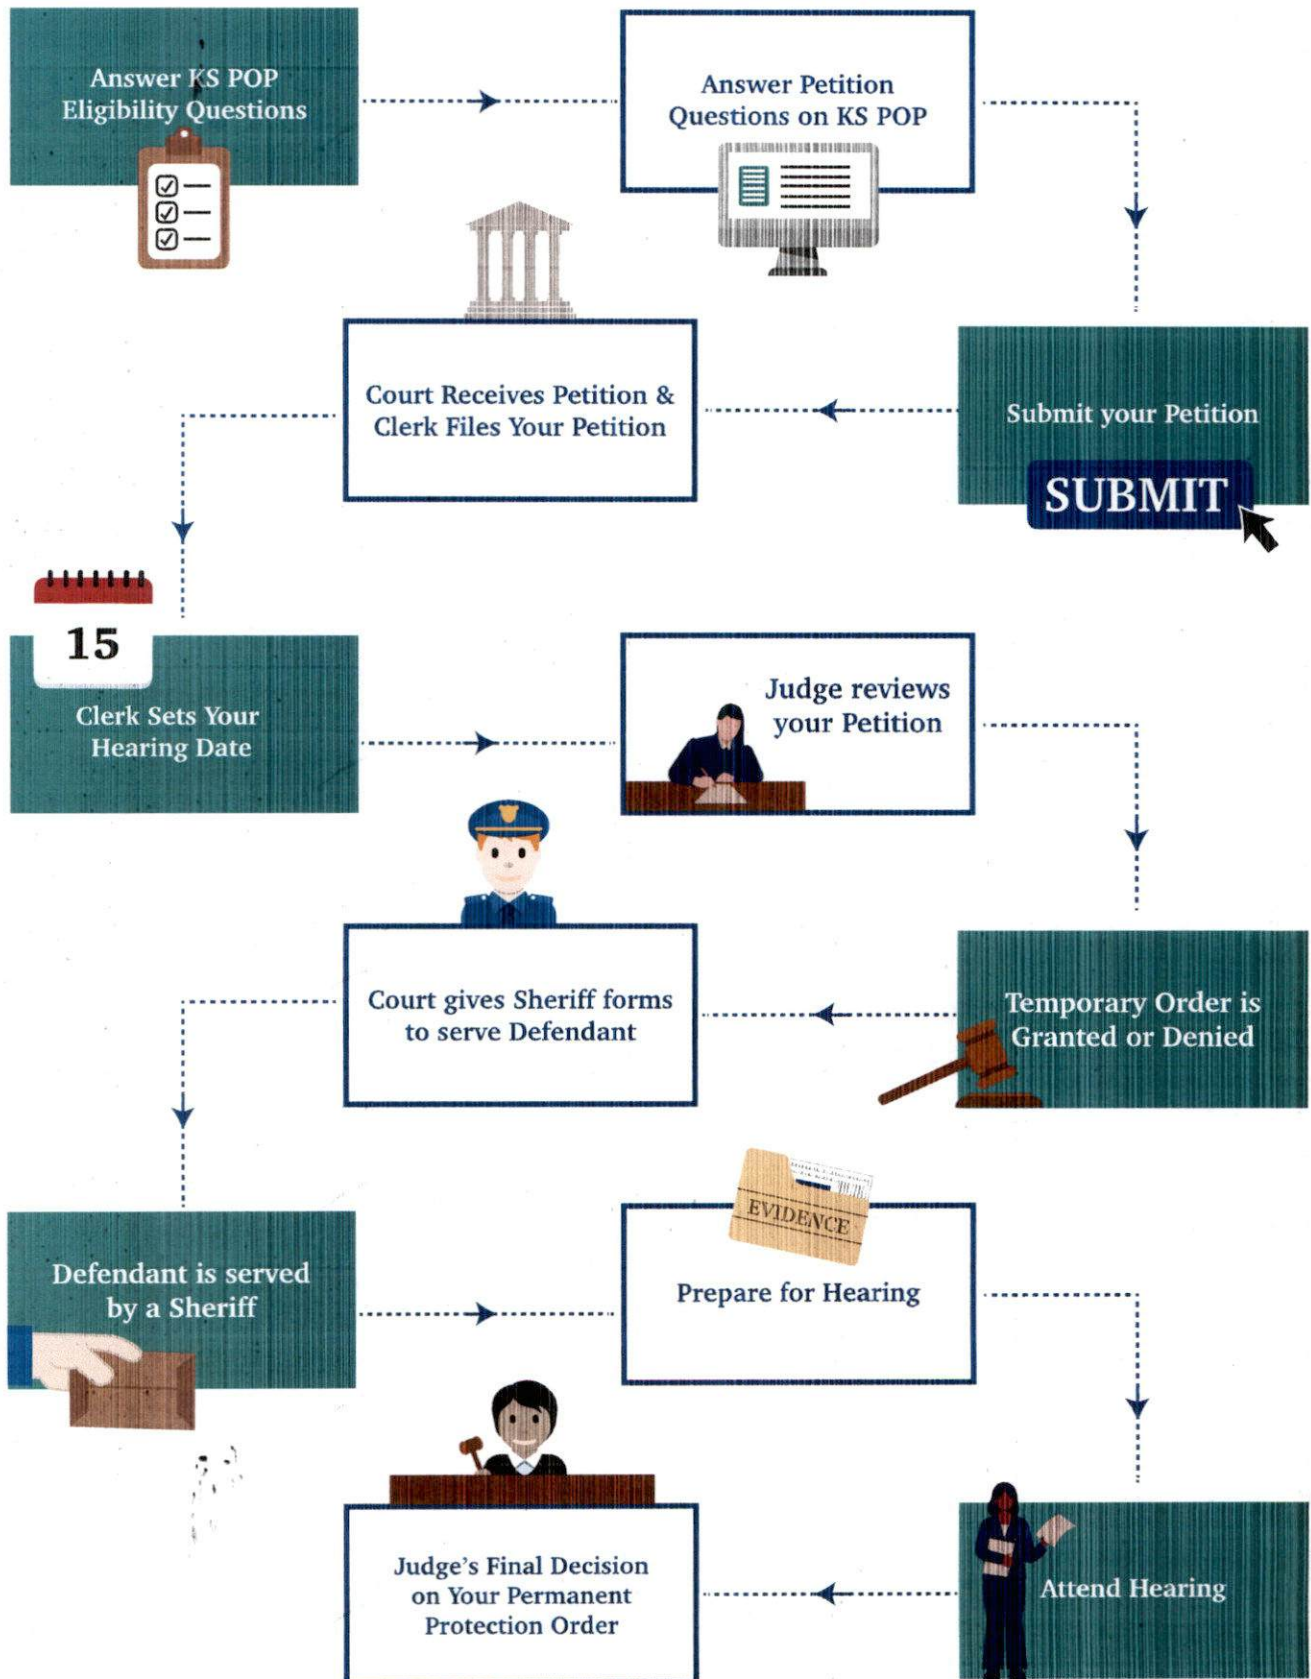 Answer KS POP
Eligibility Questions
Answer Petition
Questions on KS POP
Submit your Petition
SUBMIT
Court Receives Petition &
Clerk Files Your Petition
15
Clerk Sets Your
Hearing Date
Judge reviews
your Petition
Temporary Order is
Granted or Denied
Court gives Sheriff forms
to serve Defendant
Defendant is served
by a Sheriff
EVIDENCE
Prepare for Hearing
Attend Hearing
Judge's Final Decision
on Your Permanent
Protection Order